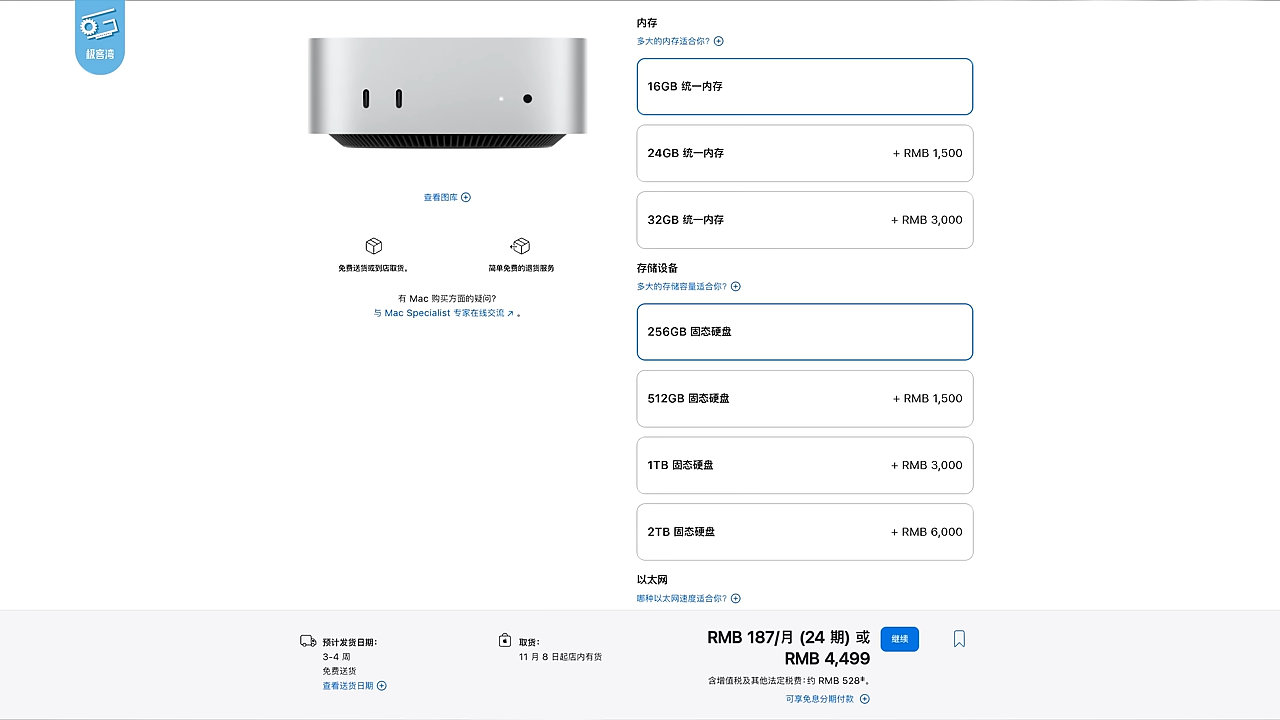 极客湾
查看图库
免费送货或到店取货。
简单免费的退货服务
有 Mac 购买方面的疑问?
与 Mac Specialist 专家在线交流 ↗ 。
内存
多大的内存适合你?
16GB 统一内存
24GB 统一内存 + RMB 1,500
32GB 统一内存 + RMB 3,000
存储设备
多大的存储容量适合你?
256GB 固态硬盘
512GB 固态硬盘 + RMB 1,500
1TB 固态硬盘 + RMB 3,000
2TB 固态硬盘 + RMB 6,000
以太网
哪种以太网速度适合你?
预计发货日期:
3-4 周
免费送货
查看送货日期
取货:
11 月 8 日起店内有货
RMB 187/月 (24 期) 或
RMB 4,499
含增值税及其他法定税费: 约 RMB 528‡。
可享免息分期付款
继续